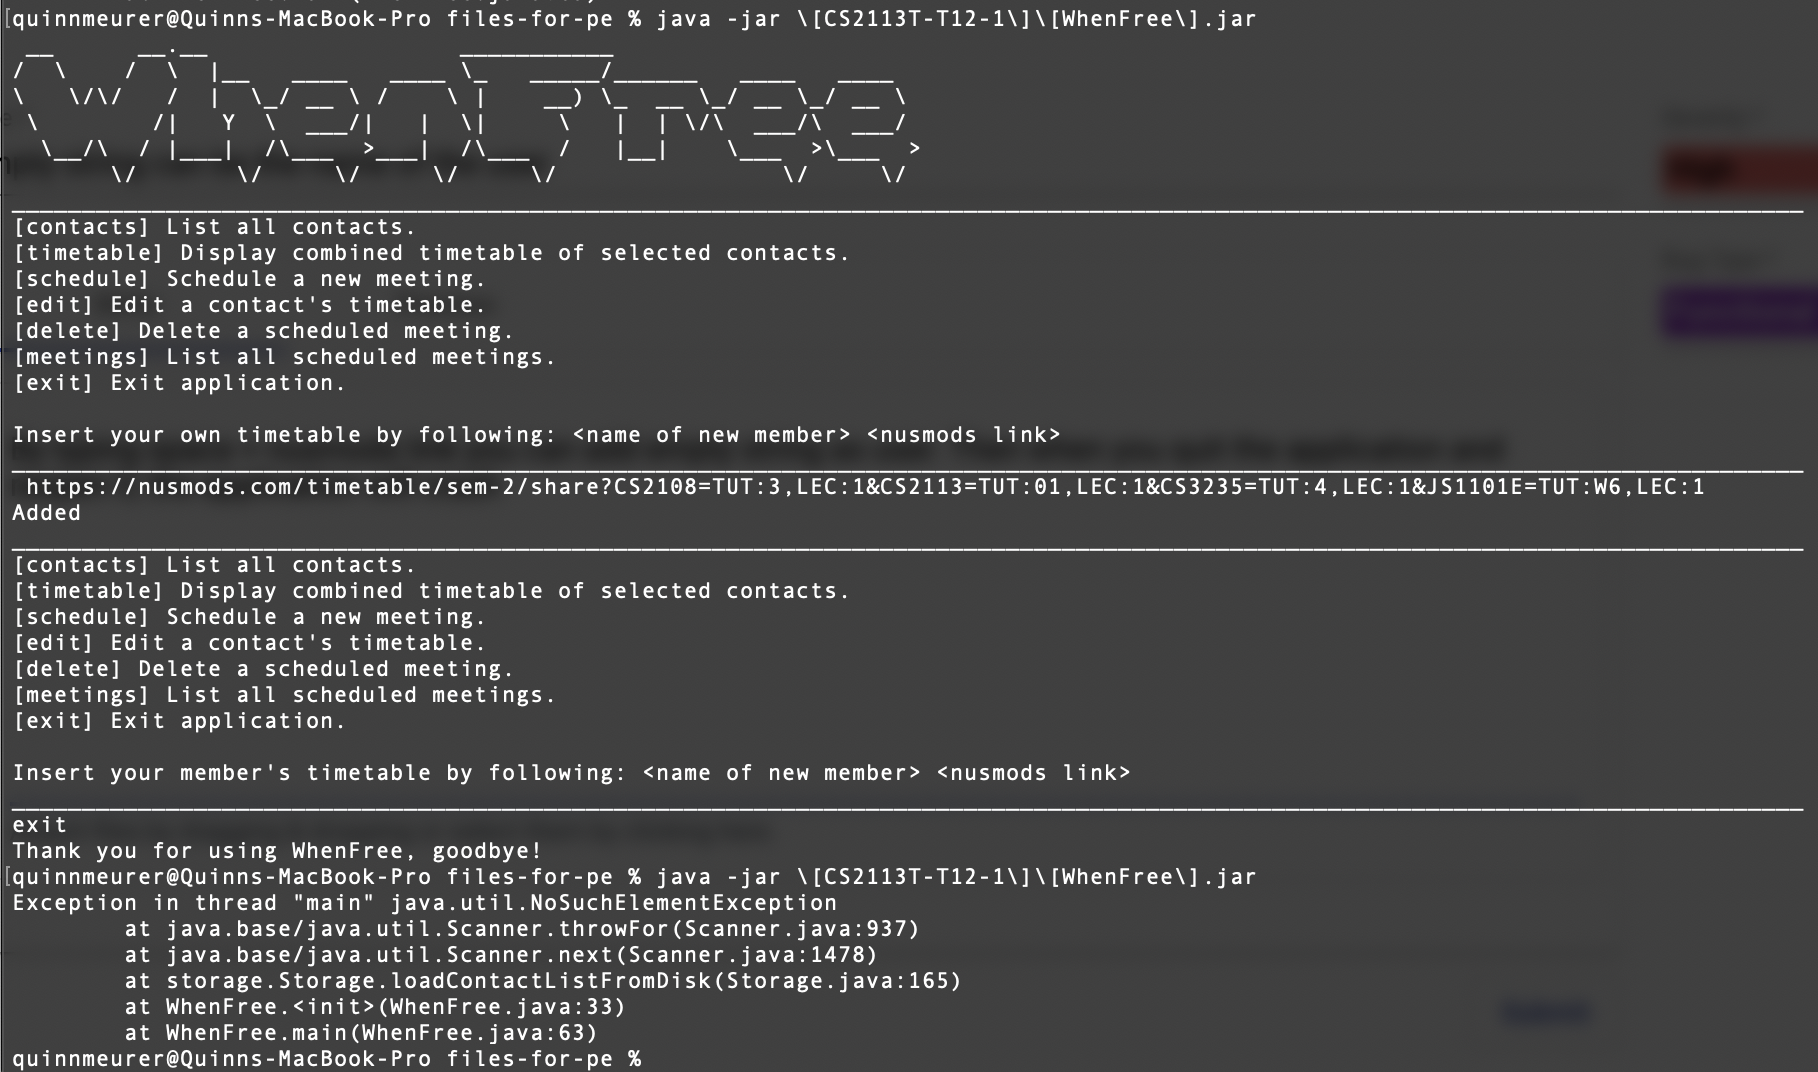 [quinnmeurer@Quinns-MacBook-Pro files-for-pe % java -jar \[CS2113T-T12-1\]\[WhenFree\].jar
WhenFree
[contacts] List all contacts.
[timetable] Display combined timetable of selected contacts.
[schedule] Schedule a new meeting.
[edit] Edit a contact's timetable.
[delete] Delete a scheduled meeting.
[meetings] List all scheduled meetings.
[exit] Exit application.
Insert your own timetable by following: <name of new member> <nusmods link>
https://nusmods.com/timetable/sem-2/share?CS2108=TUT:3,LEC:1&CS2113=TUT:01,LEC:1&CS3235=TUT:4,LEC:1&JS1101E=TUT:W6,LEC:1
Added
[contacts] List all contacts.
[timetable] Display combined timetable of selected contacts.
[schedule] Schedule a new meeting.
[edit] Edit a contact's timetable.
[delete] Delete a scheduled meeting.
[meetings] List all scheduled meetings.
[exit] Exit application.
Insert your member's timetable by following: <name of new member> <nusmods link>
exit
Thank you for using WhenFree, goodbye!
[quinnmeurer@Quinns-MacBook-Pro files-for-pe % java -jar \[CS2113T-T12-1\]\[WhenFree\].jar
Exception in thread "main" java.util.NoSuchElementException
at java.base/java.util.Scanner.throwFor(Scanner.java:937)
at java.base/java.util.Scanner.next(Scanner.java:1478)
at storage.Storage.loadContactListFromDisk(Storage.java:165)
at WhenFree.<init>(WhenFree.java:33)
at WhenFree.main(WhenFree.java:63)
quinnmeurer@Quinns-MacBook-Pro files-for-pe %